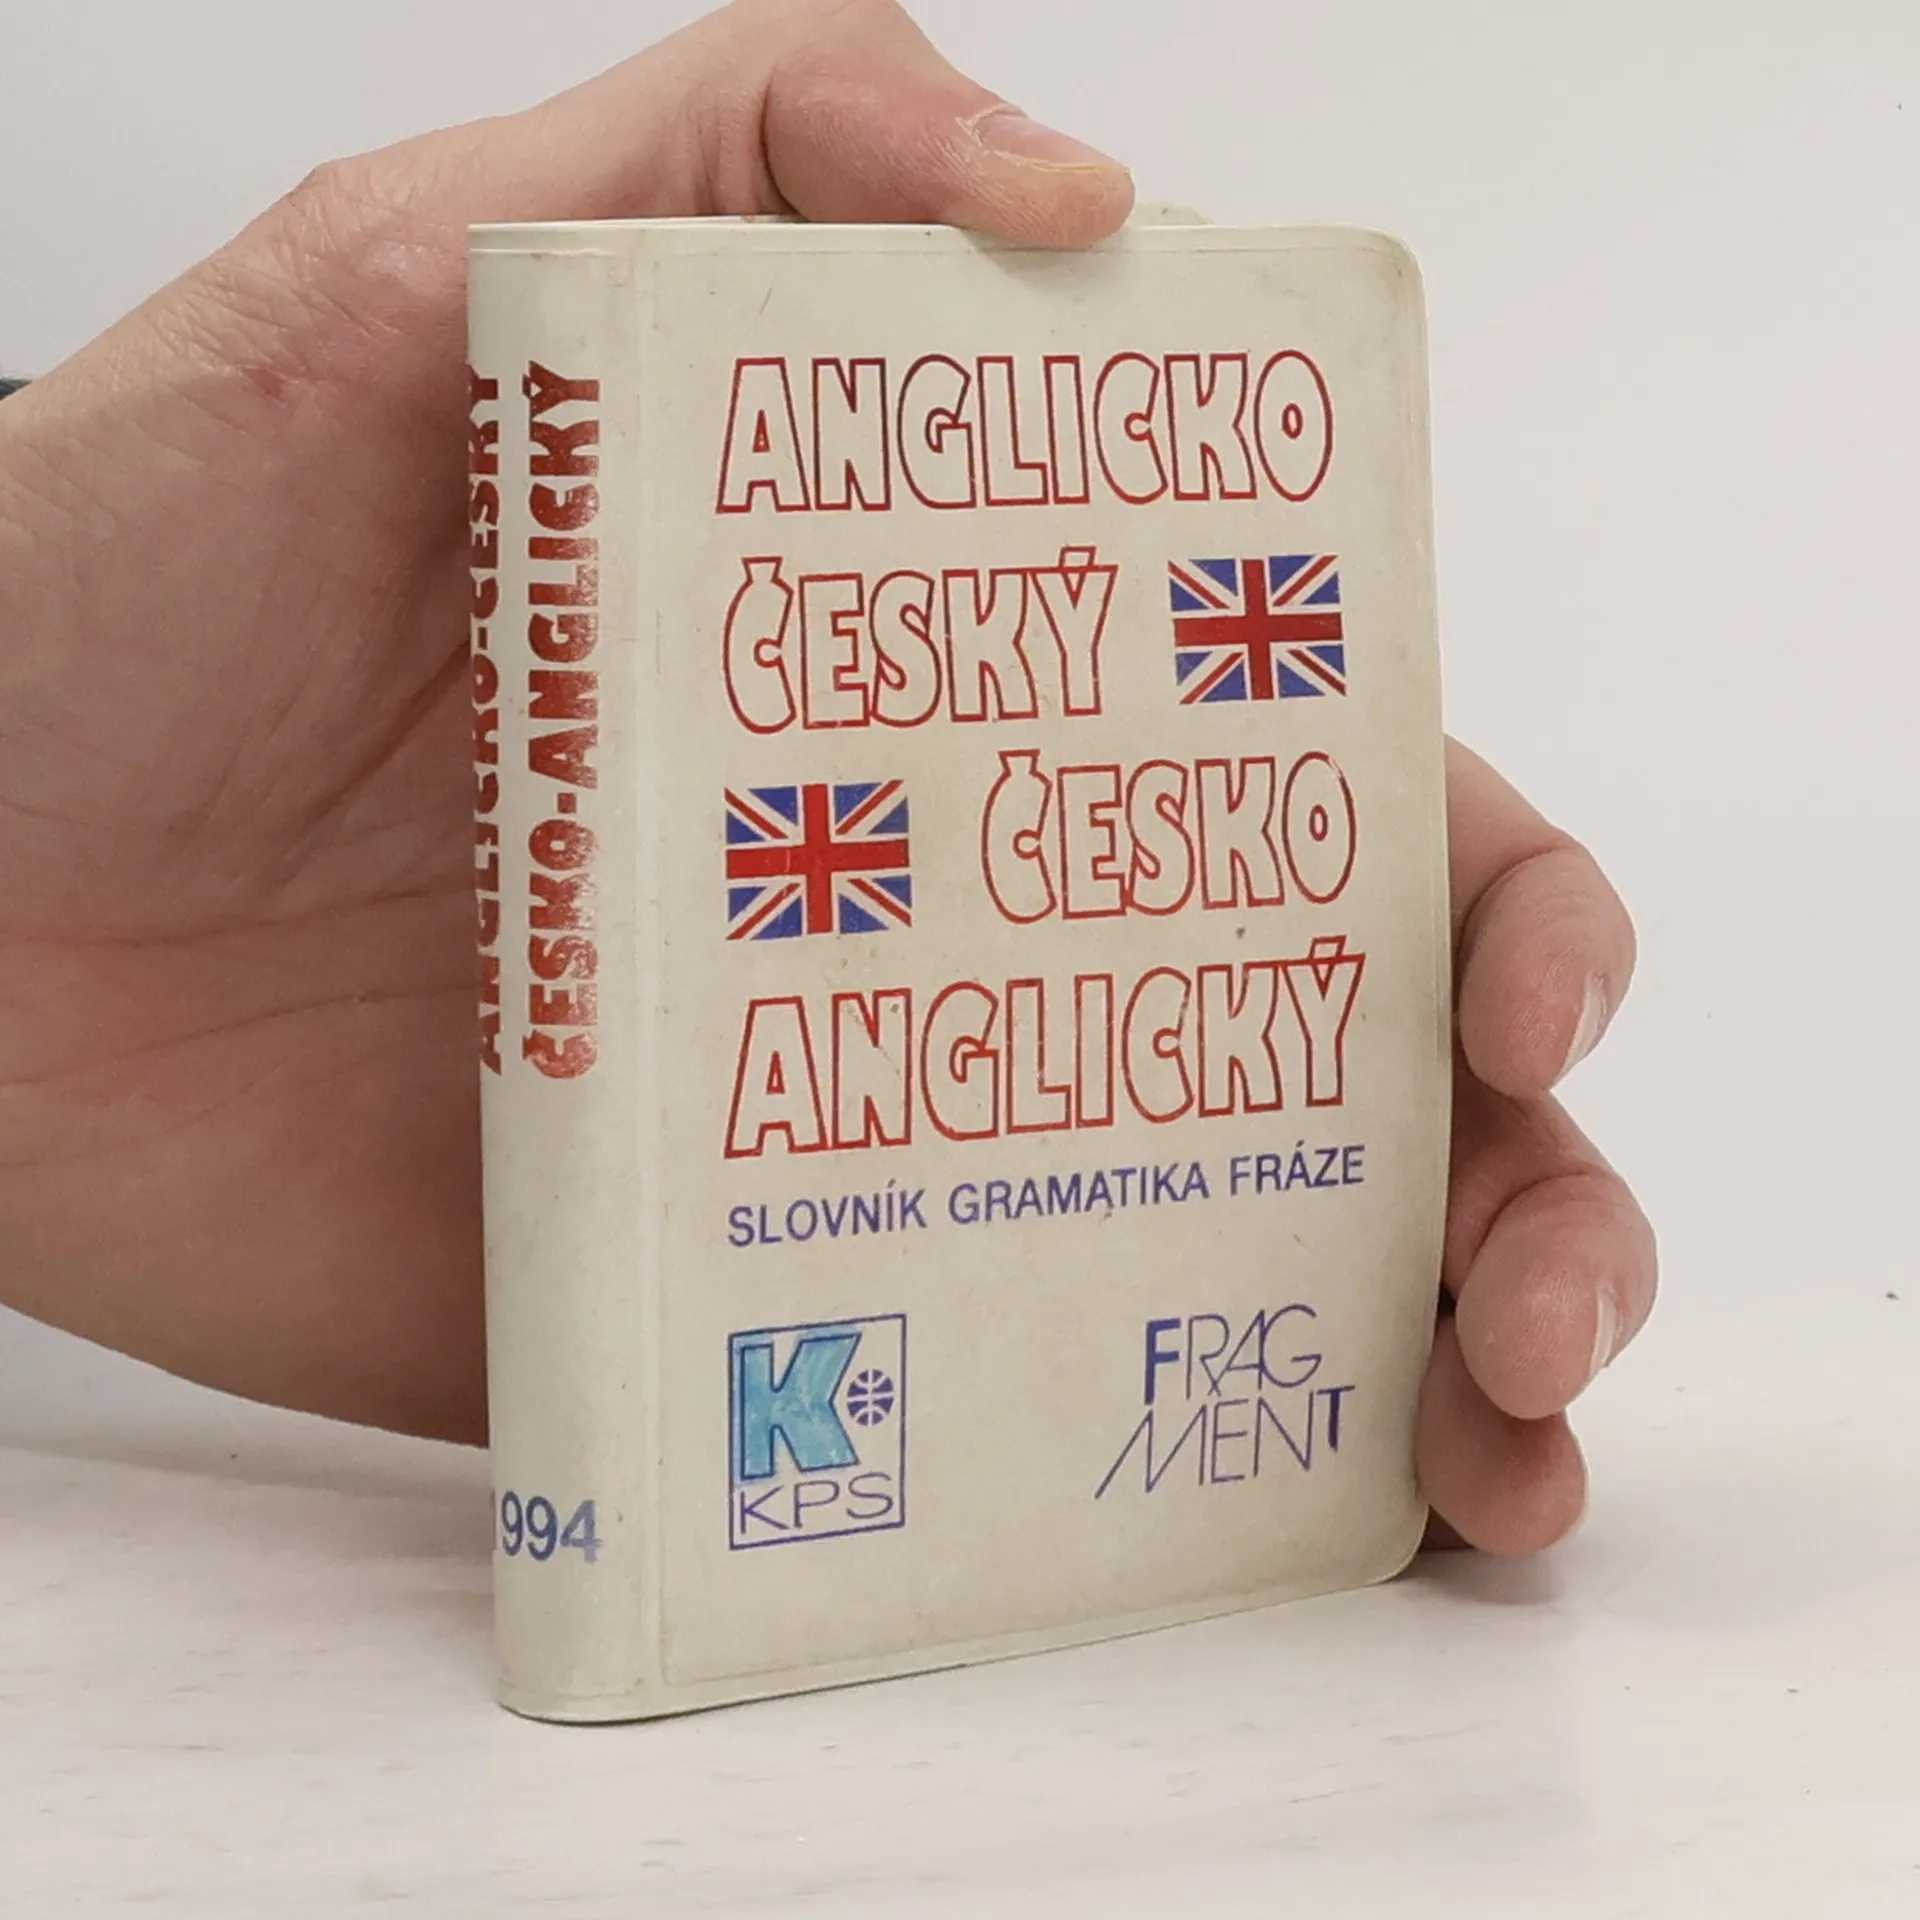 ANGLICKO-ČESKÝ
ČESKO-ANGLICKÝ
1994
ANGLICKO
ČESKÝ
ČESKO
ANGLICKÝ
SLOVNÍK GRAMATIKA FRÁZE
K
KPS
FRAG
MENT